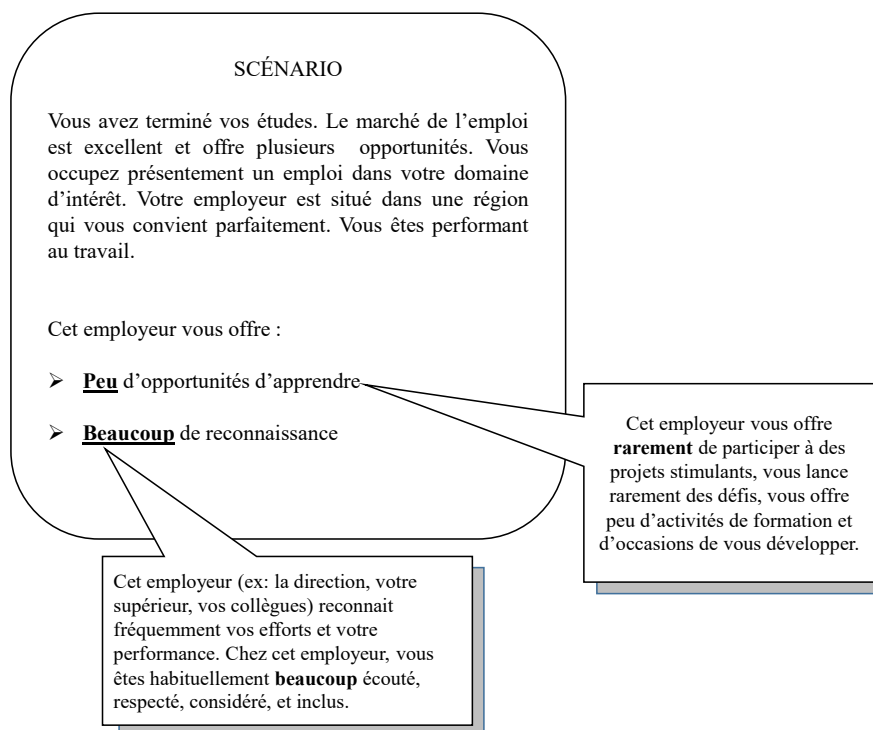 SCÉNARIO
Vous avez terminé vos études. Le marché de l’emploi
est excellent et offre plusieurs opportunités. Vous
occupez présentement un emploi dans votre domaine
d’intérêt. Votre employeur est situé dans une région
qui vous convient parfaitement. Vous êtes performant
au travail.
Cet employeur vous offre :
➢ Peu d’opportunités d’apprendre
➢ Beaucoup de reconnaissance
Cet employeur vous offre
rarement de participer à des
projets stimulants, vous lance
rarement des défis, vous offre
peu d’activités de formation et
d’occasions de vous développer.
Cet employeur (ex: la direction, votre
supérieur, vos collègues) reconnait
fréquemment vos efforts et votre
performance. Chez cet employeur, vous
êtes habituellement beaucoup écouté,
respecté, considéré, et inclus.